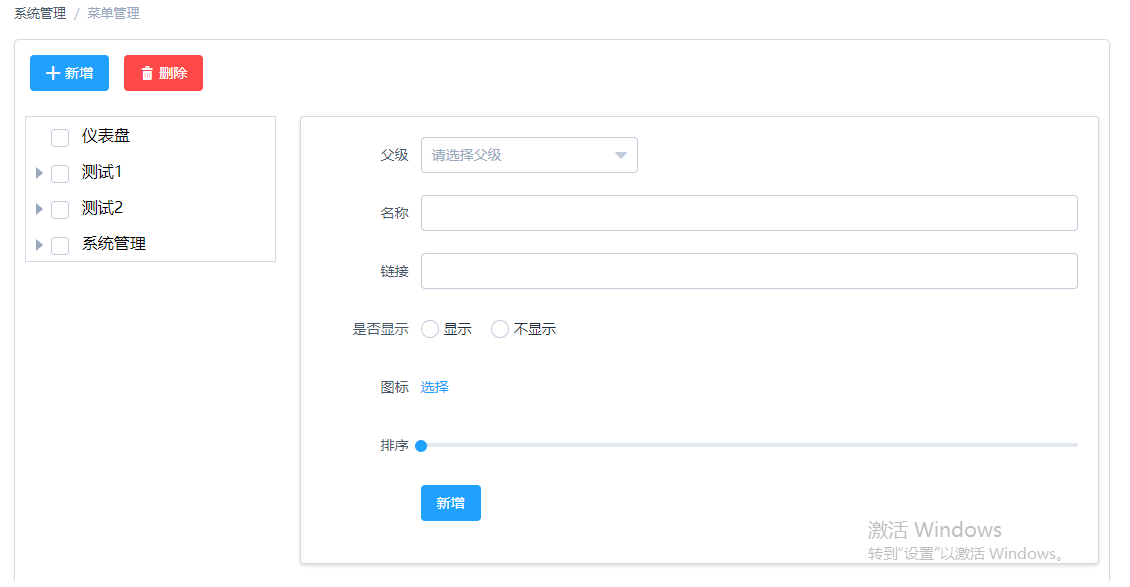 系统管理 / 菜单管理
新增 删除
仪表盘
测试1
测试2
系统管理
父级 请选择父级
名称
链接
是否显示 显示 不显示
图标 选择
排序
新增
激活 Windows
转到"设置"以激活 Windows。